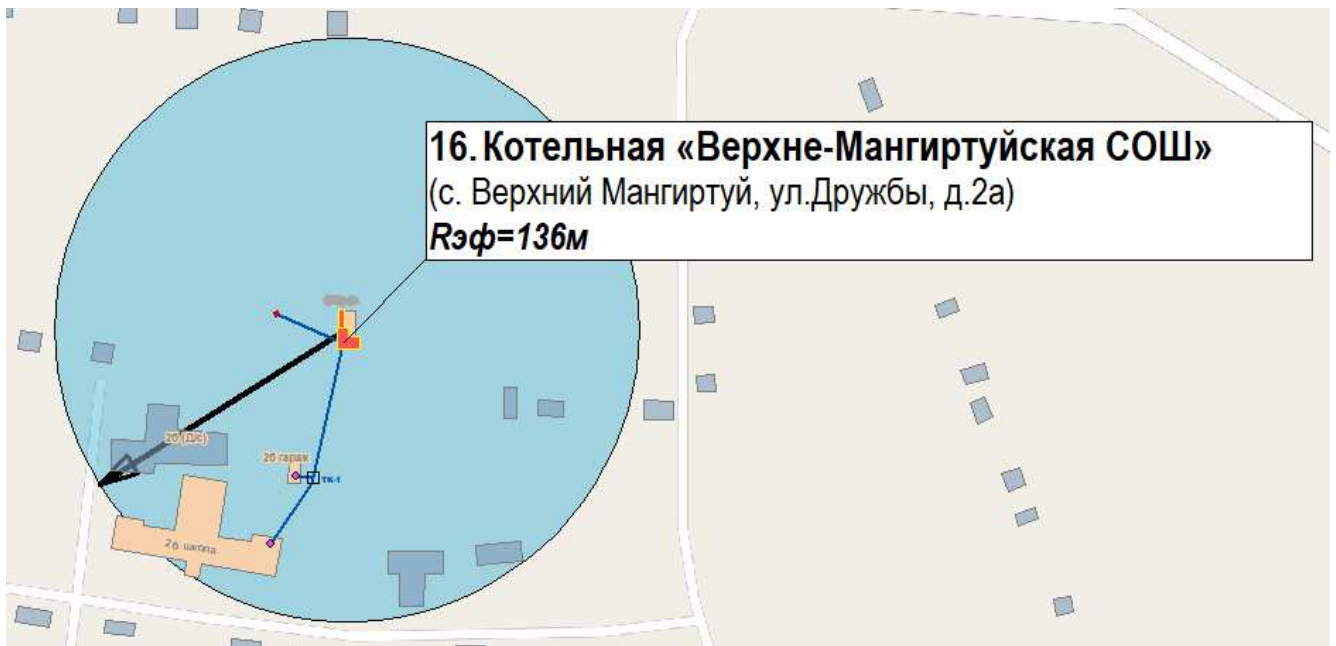 16. Котельная «Верхне-Мангиртуйская СОШ»
(с. Верхний Мангиртуй, ул.Дружбы, д.2а)
Rэф=136м
2б (д/с)
2б гараж
ТК-1
2б школа